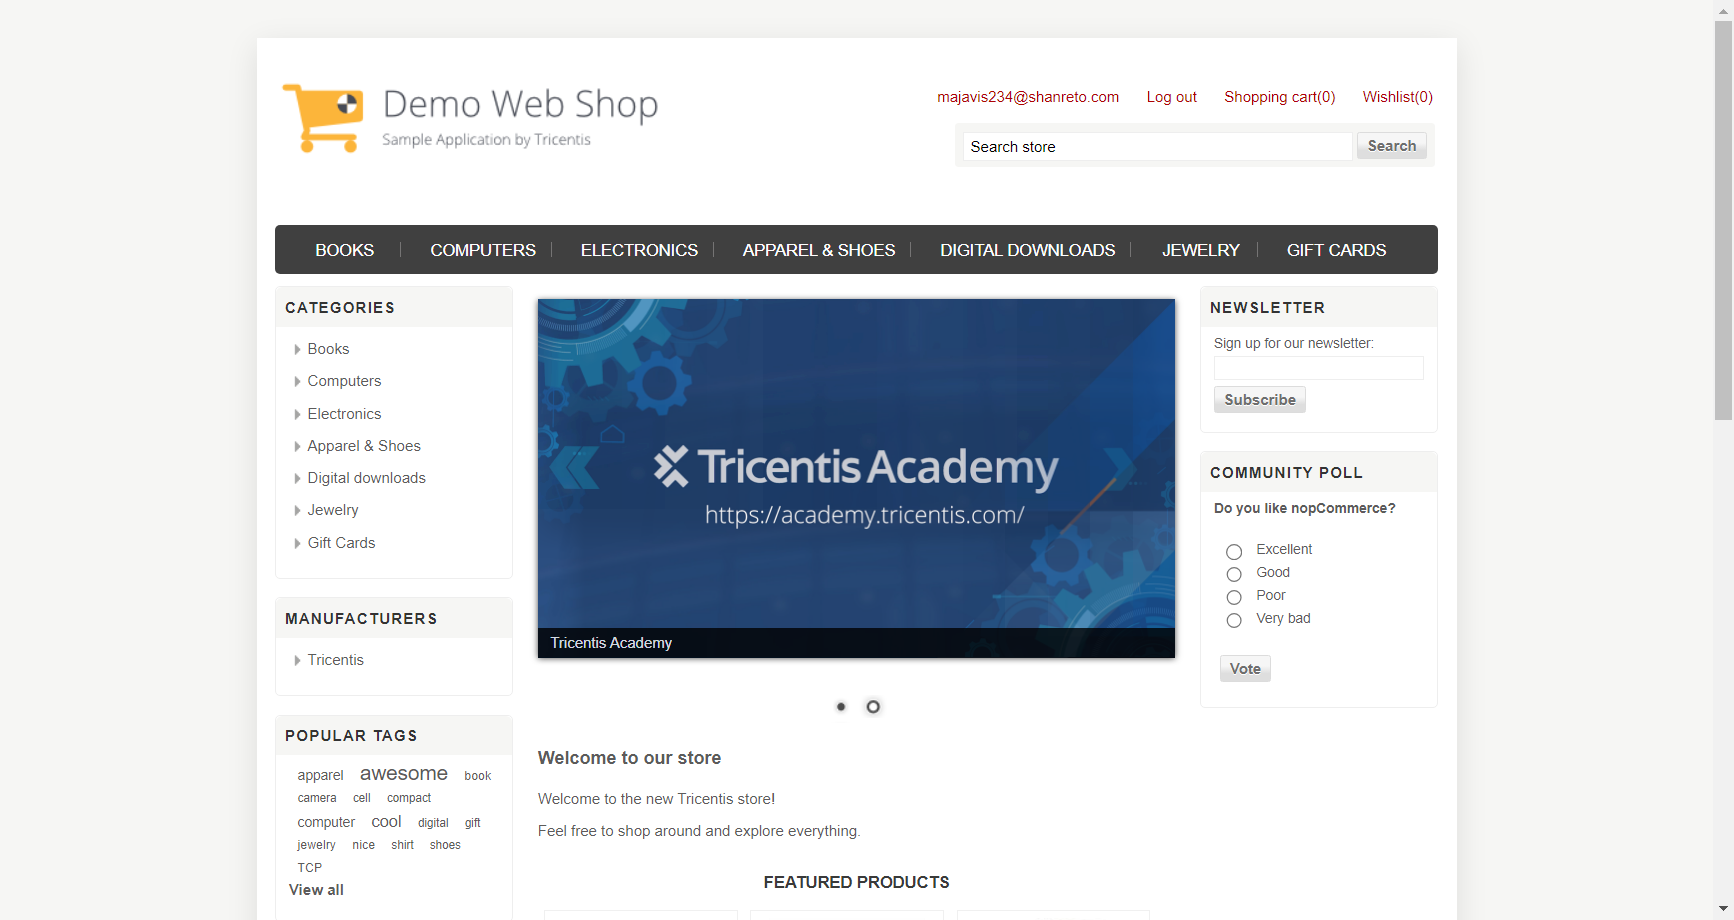 Demo Web Shop
Sample Application by Tricentis
majavis234@shanreto.com Log out Shopping cart(0) Wishlist(0)
Search store Search
BOOKS COMPUTERS ELECTRONICS APPAREL & SHOES DIGITAL DOWNLOADS JEWELRY GIFT CARDS
CATEGORIES
Books
Computers
Electronics
Apparel & Shoes
Digital downloads
Jewelry
Gift Cards
MANUFACTURERS
Tricentis
POPULAR TAGS
apparel awesome book
camera cell compact
computer cool digital gift
jewelry nice shirt shoes
TCP
View all
Tricentis Academy
https://academy.tricentis.com/
Tricentis Academy
Welcome to our store
Welcome to the new Tricentis store!
Feel free to shop around and explore everything.
FEATURED PRODUCTS
NEWSLETTER
Sign up for our newsletter:
Subscribe
COMMUNITY POLL
Do you like nopCommerce?
Excellent
Good
Poor
Very bad
Vote